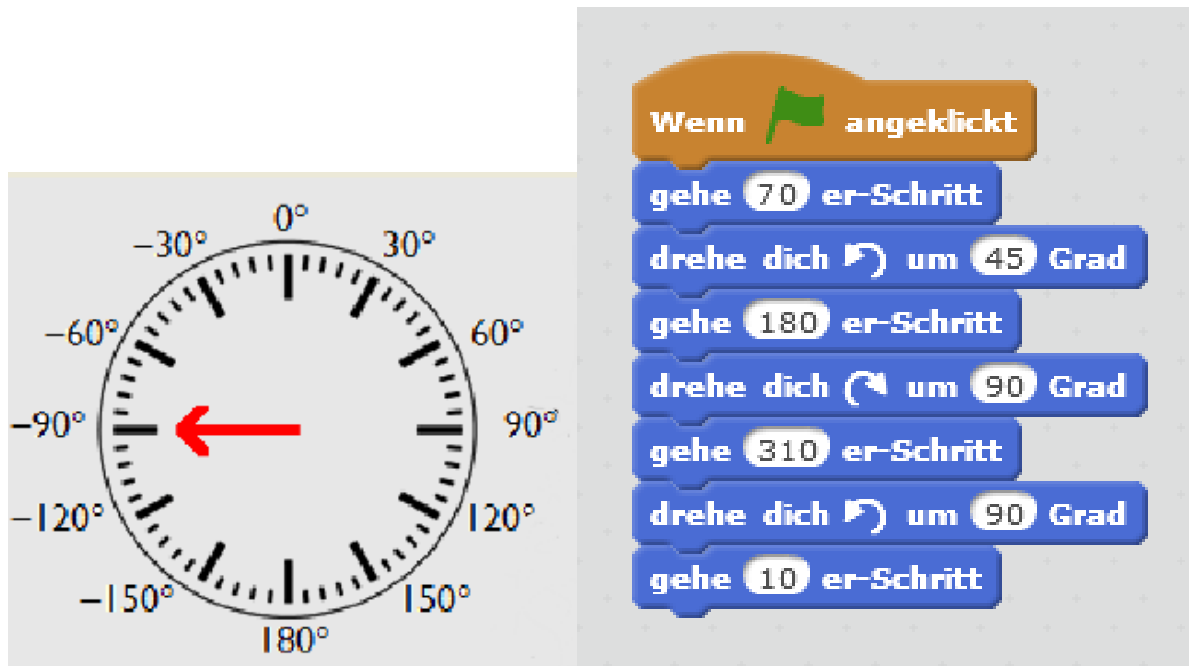 0°
−30° 30°
−60° 60°
−90° 90°
−120° 120°
−150° 150°
180°
Wenn angeklickt
gehe 70 er-Schritt
drehe dich um 45 Grad
gehe 180 er-Schritt
drehe dich um 90 Grad
gehe 310 er-Schritt
drehe dich um 90 Grad
gehe 10 er-Schritt